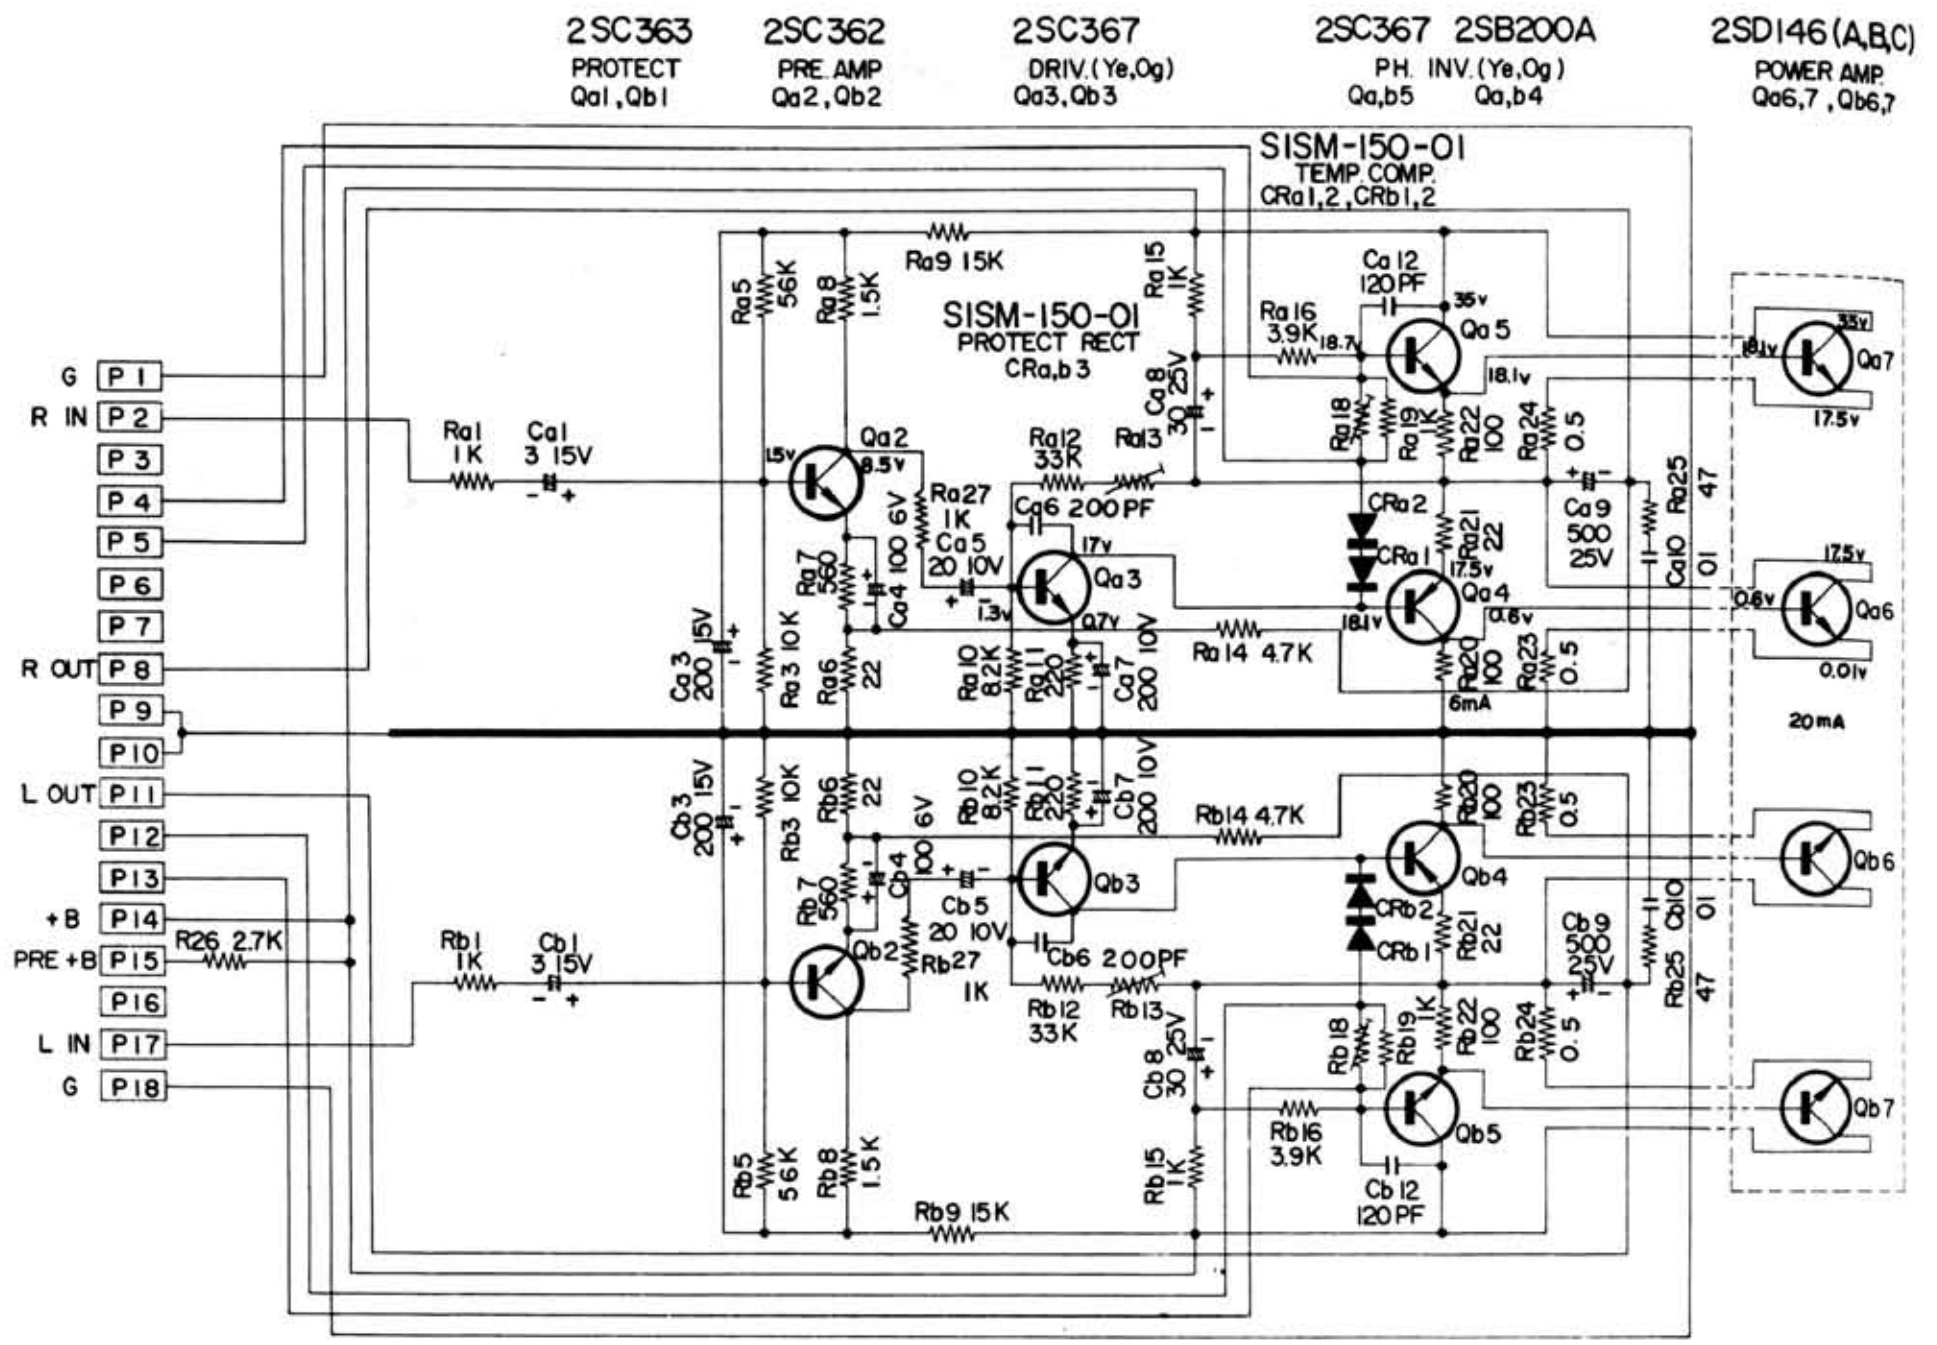 2SC363
PROTECT
Qa1,Qb1
2SC362
PRE.AMP
Qa2,Qb2
2SC367
DRIV.(Ye,Og)
Qa3,Qb3
2SC367 2SB200A
PH. INV.(Ye,Og)
Qa,b5 Qa,b4
2SD146(A,B,C)
POWER AMP.
Qa6,7 , Qb6,7
SISM-150-01
TEMP. COMP.
CRa1,2 ,CRb1,2
Ra9 15K
Ra5
56K
Ra8
1.5K
Ra15
1K
Ca12
120PF
35v
SISM-150-01
PROTECT RECT
CRa,b3
Ra16
3.9K
18.7v
Qa5
18.1v
33v
18.1v
Qa7
17.5v
G P1
R IN P2
P3
P4
P5
P6
P7
R OUT P8
P9
P10
L OUT P11
P12
P13
+B P14
PRE+B P15
R26 2.7K
P16
L IN P17
G P18
Ra1
1K
Ca1
3 15V
- +
1.5v
Qa2
8.5v
Ca8
30 25V
+
-
Ra12
33K
Ra13
Ra18
Ra19
1K
Ra22
100
Ra24
0.5
+ -
Ca9
500
25V
Ra25
47
Ra27
1K
Ca6 200PF
Ca5
20 10V
+ -
CRa2
CRa1
Ra21
22
Ca10
01
Ra7
560
Ca4 100 6V
+
-
17v
Qa3
1.3v
0.7v
17.5v
Qa4
18.1v
0.6v
17.5v
0.6v
Qa6
0.01v
Ca3
200 15V
+
-
Ra3 10K
Ra6
22
Ra10
8.2K
Ra11
220
Ca7
200 10V
+
-
Ra14 4.7K
Ra20
100
Ra23
0.5
6mA
20mA
Cb3
200 15V
-
+
Rb3 10K
Rb6
22
Rb10
8.2K
Rb11
220
Cb7
200 10V
-
+
Rb14 4.7K
Rb20
100
Rb23
0.5
Rb7
560
Cb4
100 6V
-
+
+ -
Cb5
20 10V
Qb3
Qb4
Qb6
CRb2
CRb1
Rb21
22
Cb9
500
25V
+ -
Cb10
01
Rb1
1K
Cb1
3 15V
- +
Qb2
Rb27
1K
Cb6 200PF
Rb12
33K
Rb13
Rb25
47
Cb8
30 25V
-
+
Rb18
Rb19
1K
Rb22
100
Rb24
0.5
Rb16
3.9K
Qb5
Qb7
Rb5
56K
Rb8
1.5K
Rb15
1K
Cb12
120PF
Rb9 15K